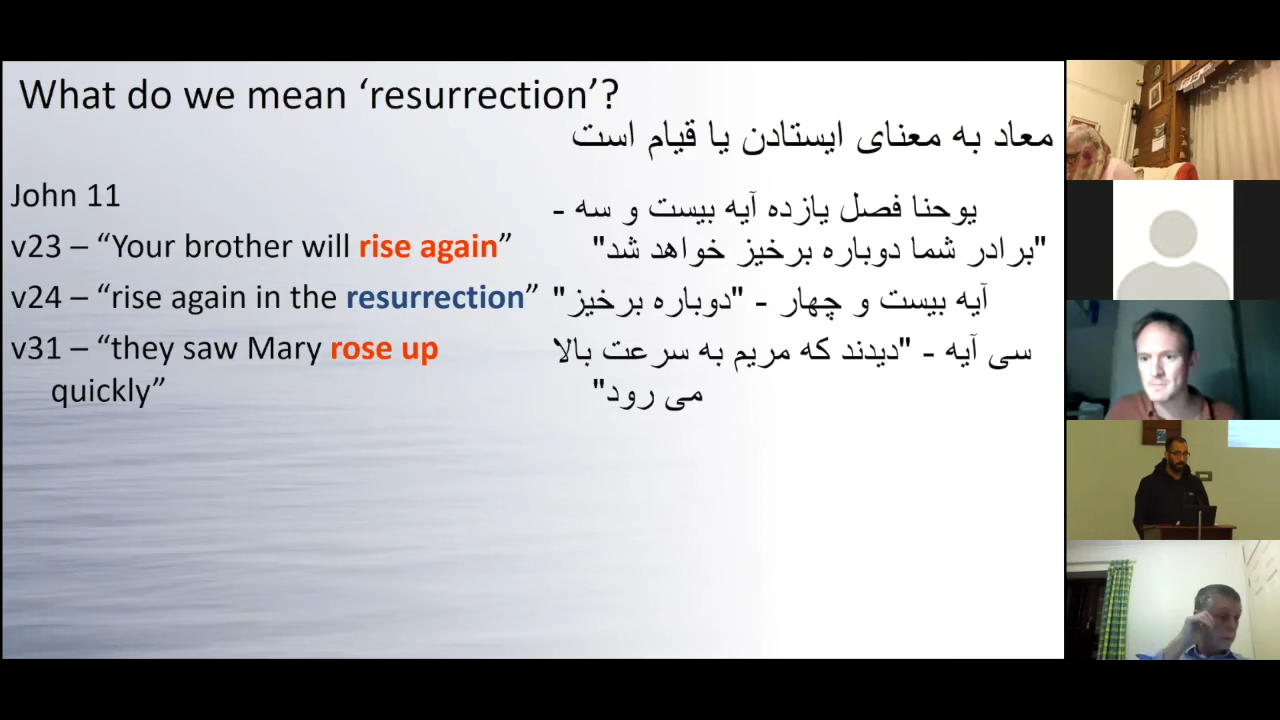 What do we mean ‘resurrection’?
معاد به معنای ایستادن یا قیام است
John 11
v23 – “Your brother will rise again”
v24 – “rise again in the resurrection”
v31 – “they saw Mary rose up
quickly”
یوحنا فصل یازده آیه بیست و سه -
"برادر شما دوباره برخیز خواهد شد"
آیه بیست و چهار - "دوباره برخیز"
سی آیه - "دیدند که مریم به سرعت بالا
می رود"